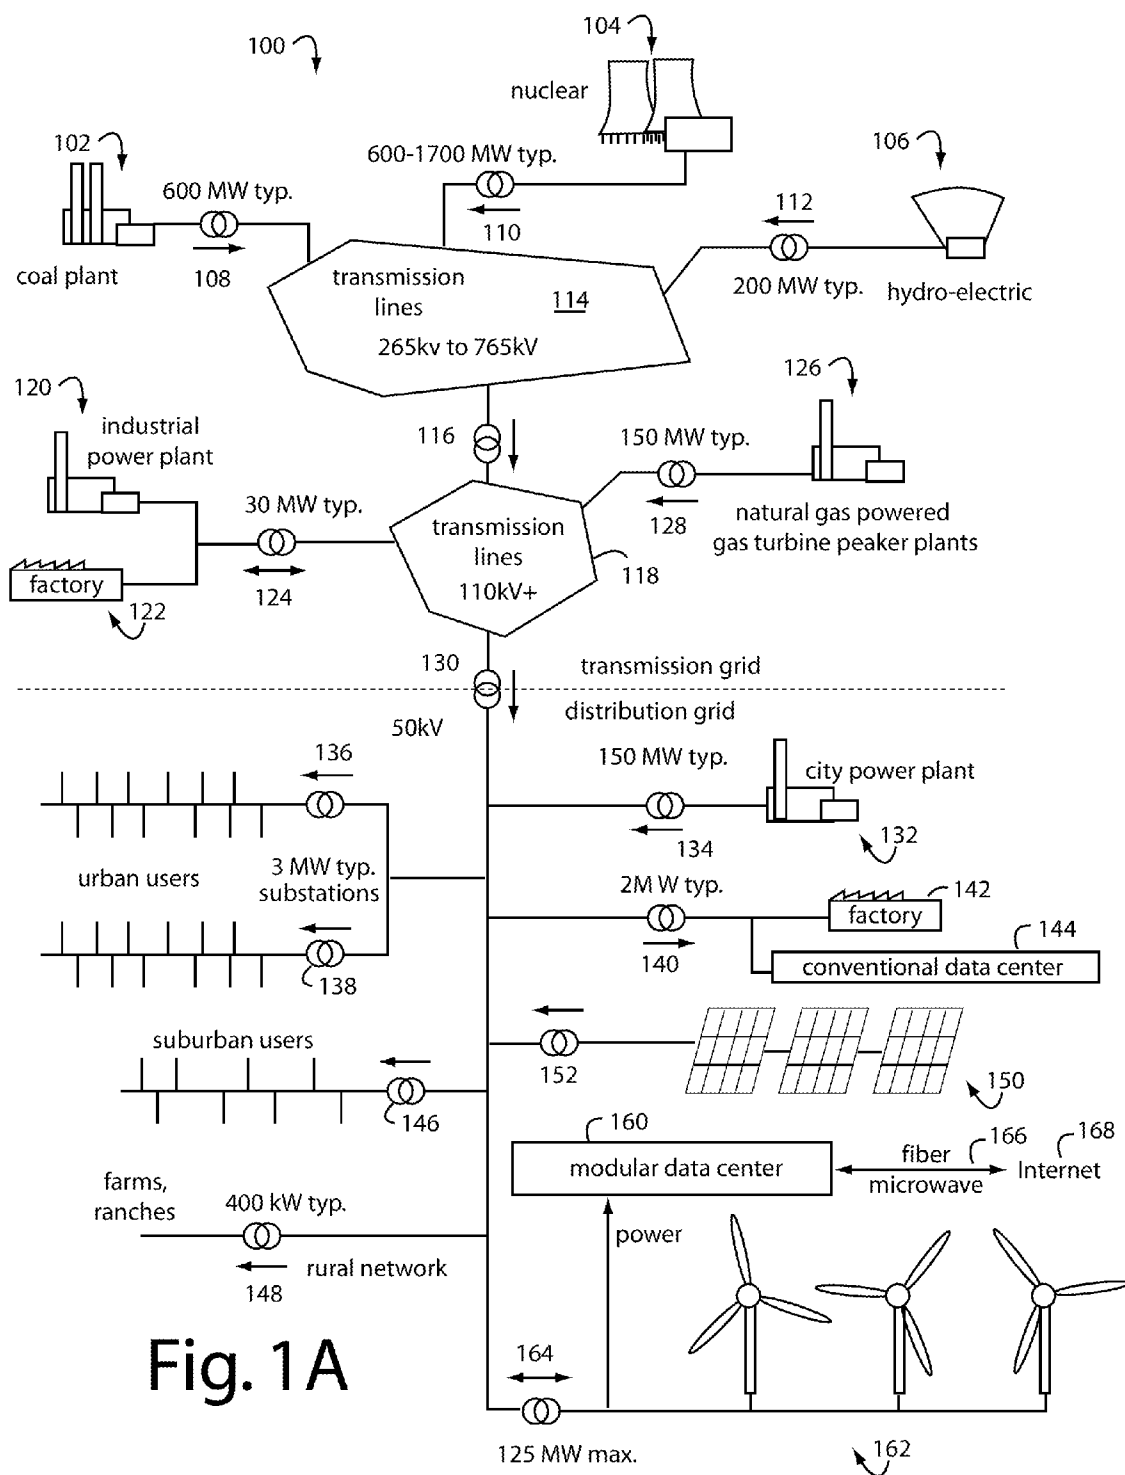 100
104
nuclear
102
106
600-1700 MW typ.
600 MW typ.
112
110
108
coal plant
transmission
lines
114
200 MW typ.
hydro-electric
265kv to 765kV
120
126
industrial
power plant
116
150 MW typ.
30 MW typ.
128
natural gas powered
gas turbine peaker plants
transmission
lines
110kV+
118
factory
124
122
130
transmission grid
distribution grid
50kV
136
150 MW typ.
city power plant
134
132
3 MW typ.
substations
urban users
2M W typ.
142
factory
144
140
conventional data center
138
suburban users
152
150
146
160
166
168
modular data center
fiber
microwave
Internet
farms,
ranches
400 kW typ.
power
rural network
148
Fig. 1A
164
125 MW max.
162